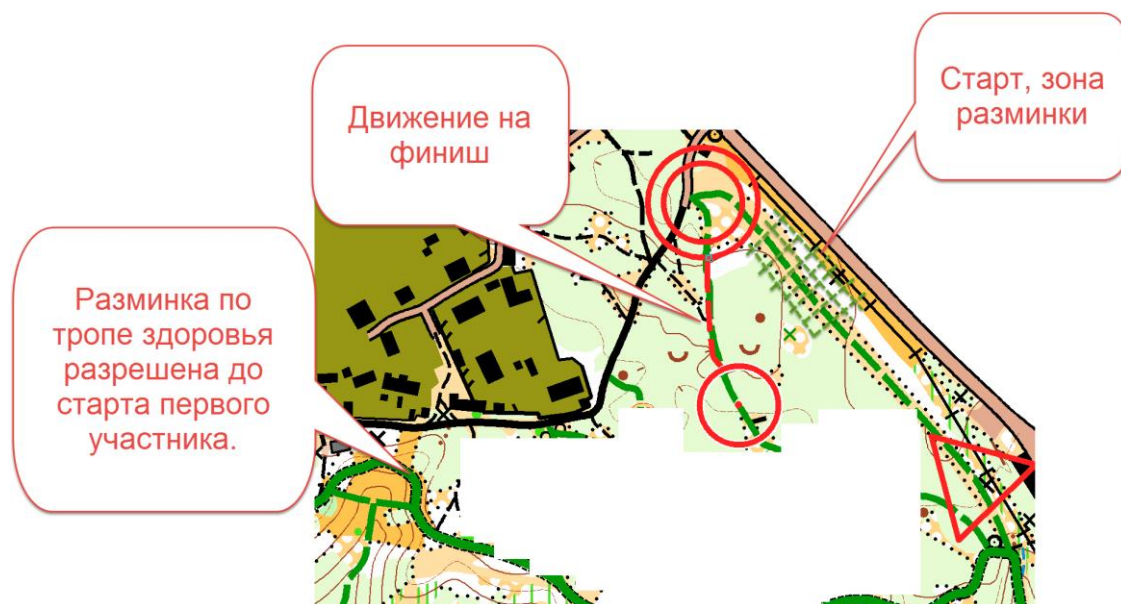 Движение на
финиш
Старт, зона
разминки
Разминка по
тропе здоровья
разрешена до
старта первого
участника.